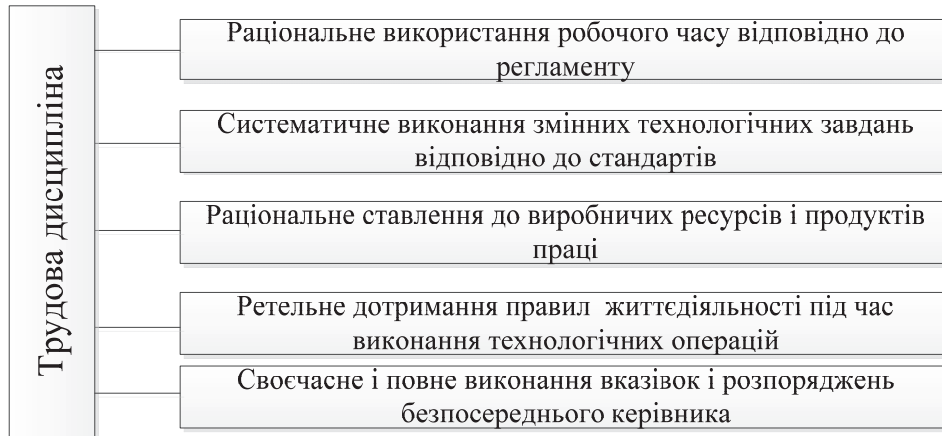 Трудова дисципліна
Раціональне використання робочого часу відповідно до
регламенту
Систематичне виконання змінних технологічних завдань
відповідно до стандартів
Раціональне ставлення до виробничих ресурсів і продуктів
праці
Ретельне дотримання правил життєдіяльності під час
виконання технологічних операцій
Своєчасне і повне виконання вказівок і розпоряджень
безпосереднього керівника